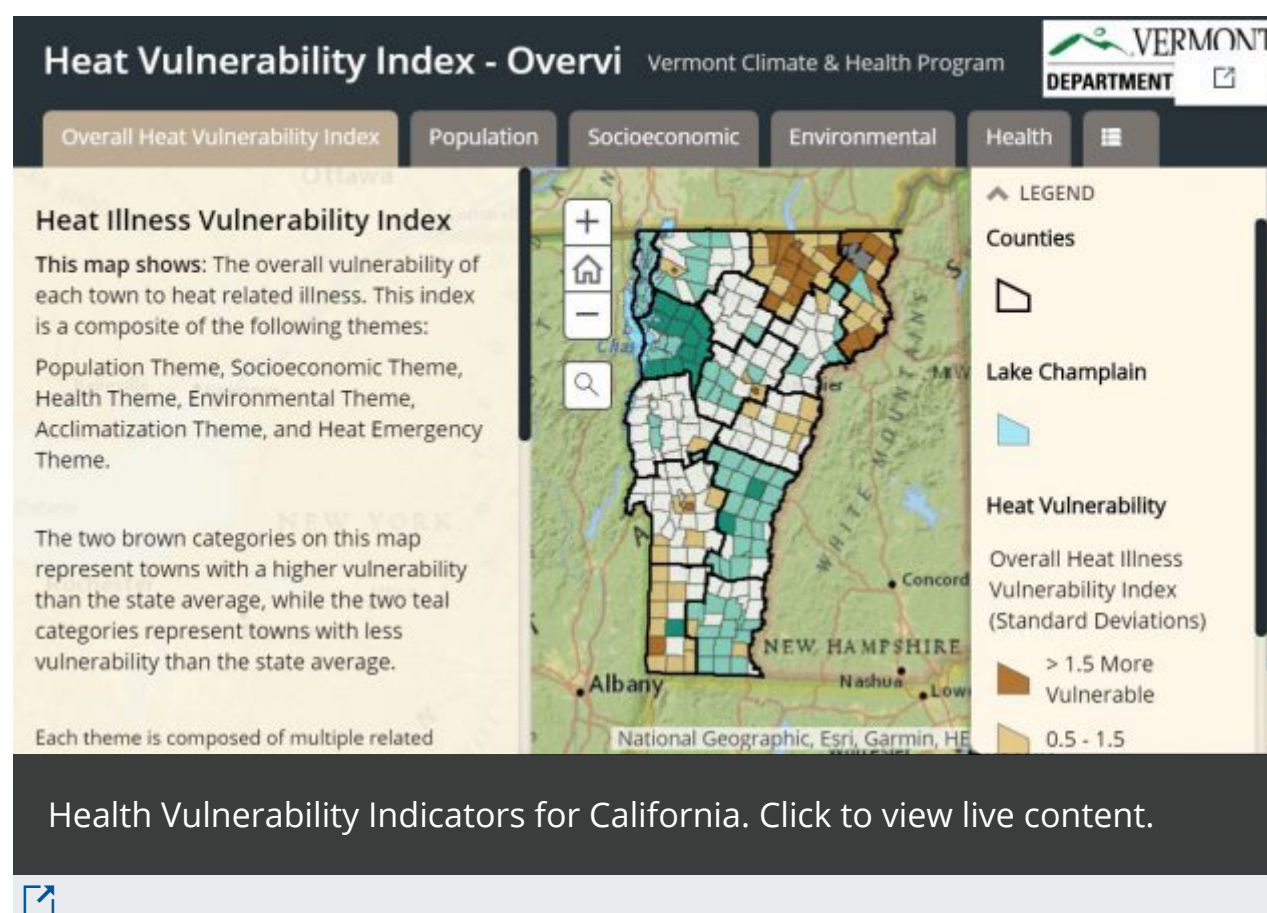 Heat Vulnerability Index - Overvi
Vermont Climate & Health Program
VERMONT
DEPARTMENT
Overall Heat Vulnerability Index
Population
Socioeconomic
Environmental
Health
Ottawa
Heat Illness Vulnerability Index
This map shows: The overall vulnerability of
each town to heat related illness. This index
is a composite of the following themes:
Population Theme, Socioeconomic Theme,
Health Theme, Environmental Theme,
Acclimatization Theme, and Heat Emergency
Theme.
NEW YORK
The two brown categories on this map
represent towns with a higher vulnerability
than the state average, while the two teal
categories represent towns with less
vulnerability than the state average.
Each theme is composed of multiple related
+
−
WHITE MOUNTAINS
Concord
NEW HAMPSHIRE
Albany
Nashua
Low
National Geographic, Esri, Garmin, HE
LEGEND
Counties
Lake Champlain
Heat Vulnerability
Overall Heat Illness
Vulnerability Index
(Standard Deviations)
> 1.5 More
Vulnerable
0.5 - 1.5
Health Vulnerability Indicators for California. Click to view live content.